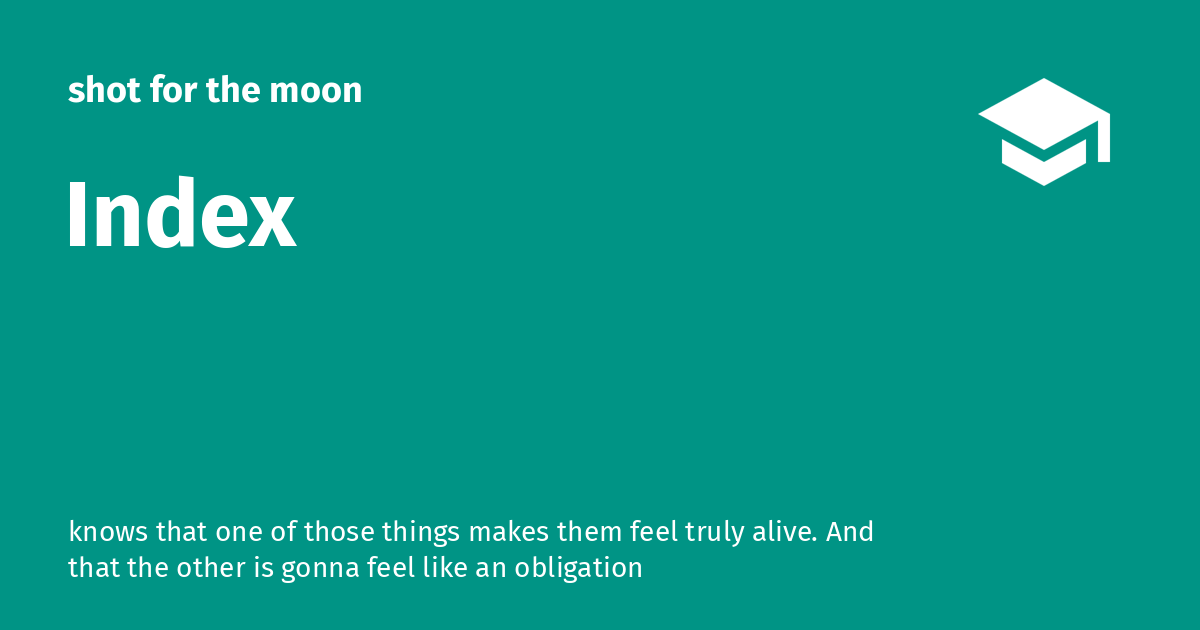 shot for the moon
Index
knows that one of those things makes them feel truly alive. And
that the other is gonna feel like an obligation